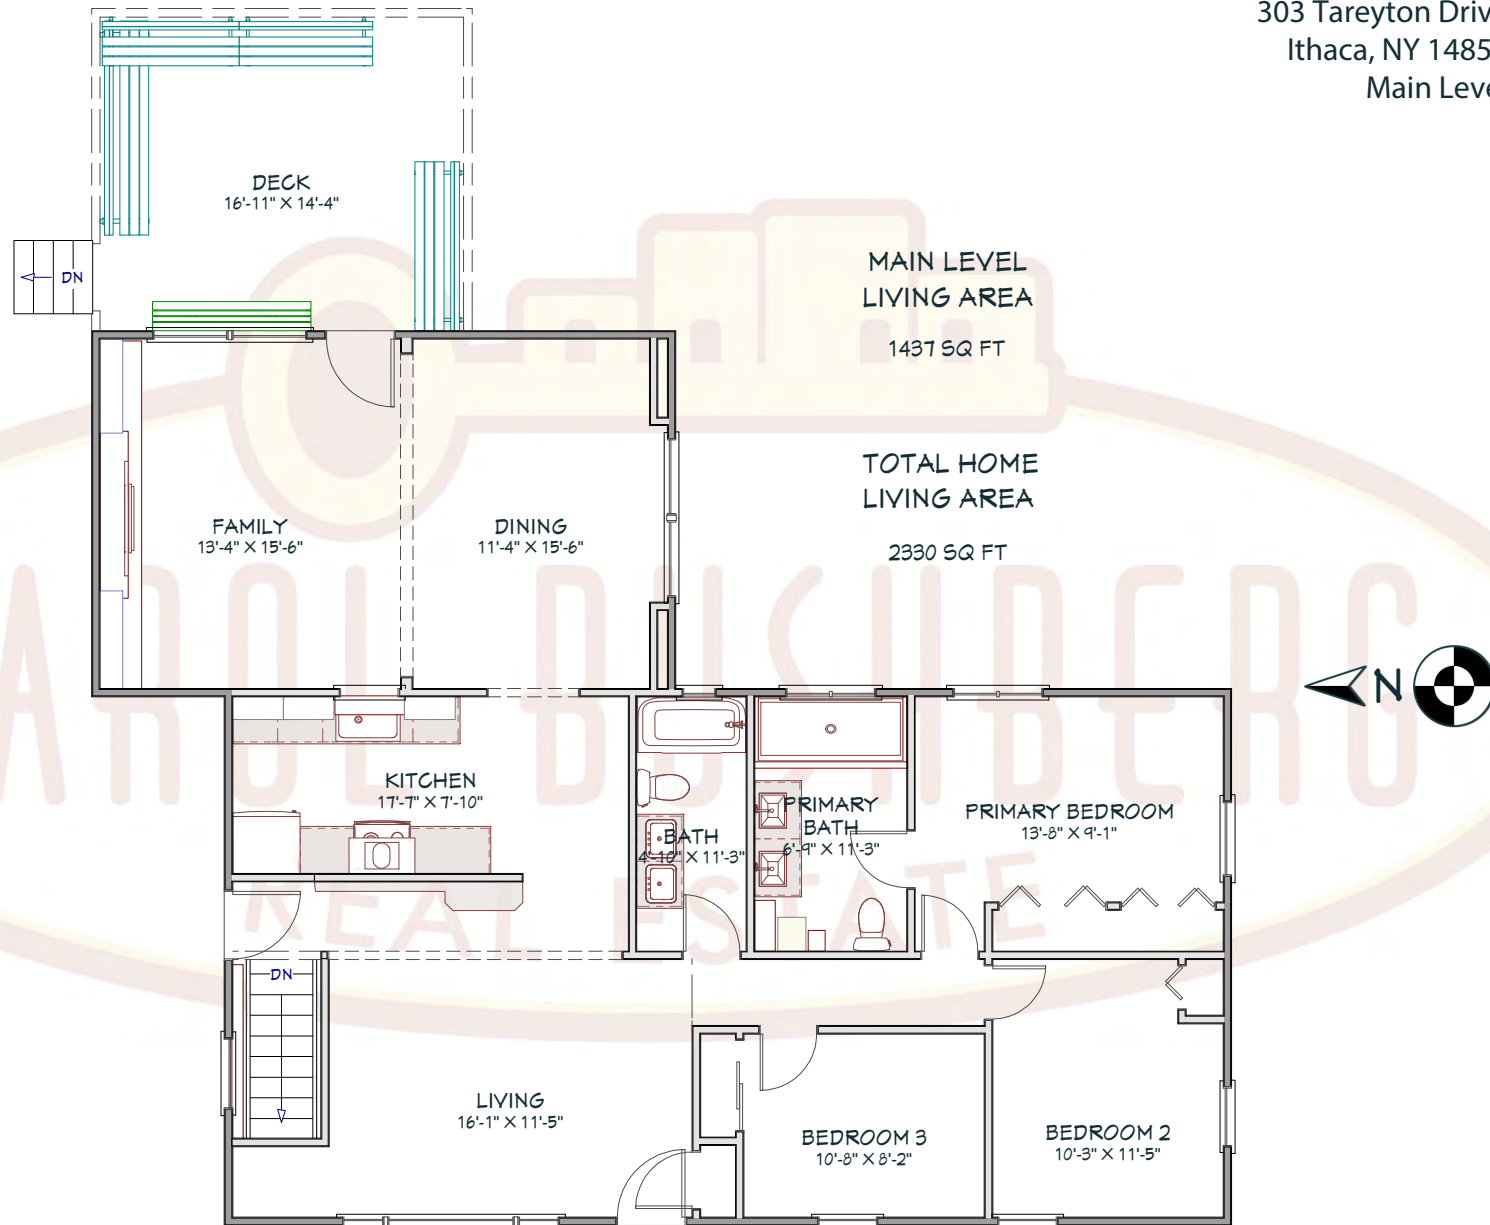 303 Tareyton Driv
Ithaca, NY 1485
Main Leve
DECK
16'-11" X 14'-4"
DN
MAIN LEVEL
LIVING AREA
1437 SQ FT
TOTAL HOME
LIVING AREA
2330 SQ FT
FAMILY
13'-4" X 15'-6"
DINING
11'-4" X 15'-6"
AROL BUSHBERG
REAL ESTATE
N
KITCHEN
17'-7" X 7'-10"
BATH
4'-10" X 11'-3"
PRIMARY
BATH
6'-9" X 11'-3"
PRIMARY BEDROOM
13'-8" X 9'-1"
DN
LIVING
16'-1" X 11'-5"
BEDROOM 3
10'-8" X 8'-2"
BEDROOM 2
10'-3" X 11'-5"